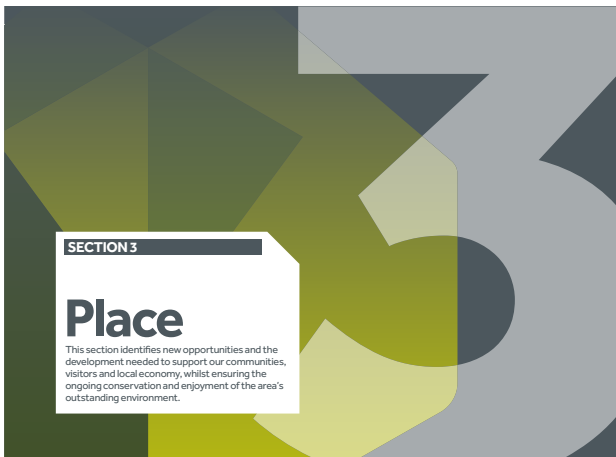 3
SECTION 3
Place
This section identifies new opportunities and the
development needed to support our communities,
visitors and local economy, whilst ensuring the
ongoing conservation and enjoyment of the area's
outstanding environment.